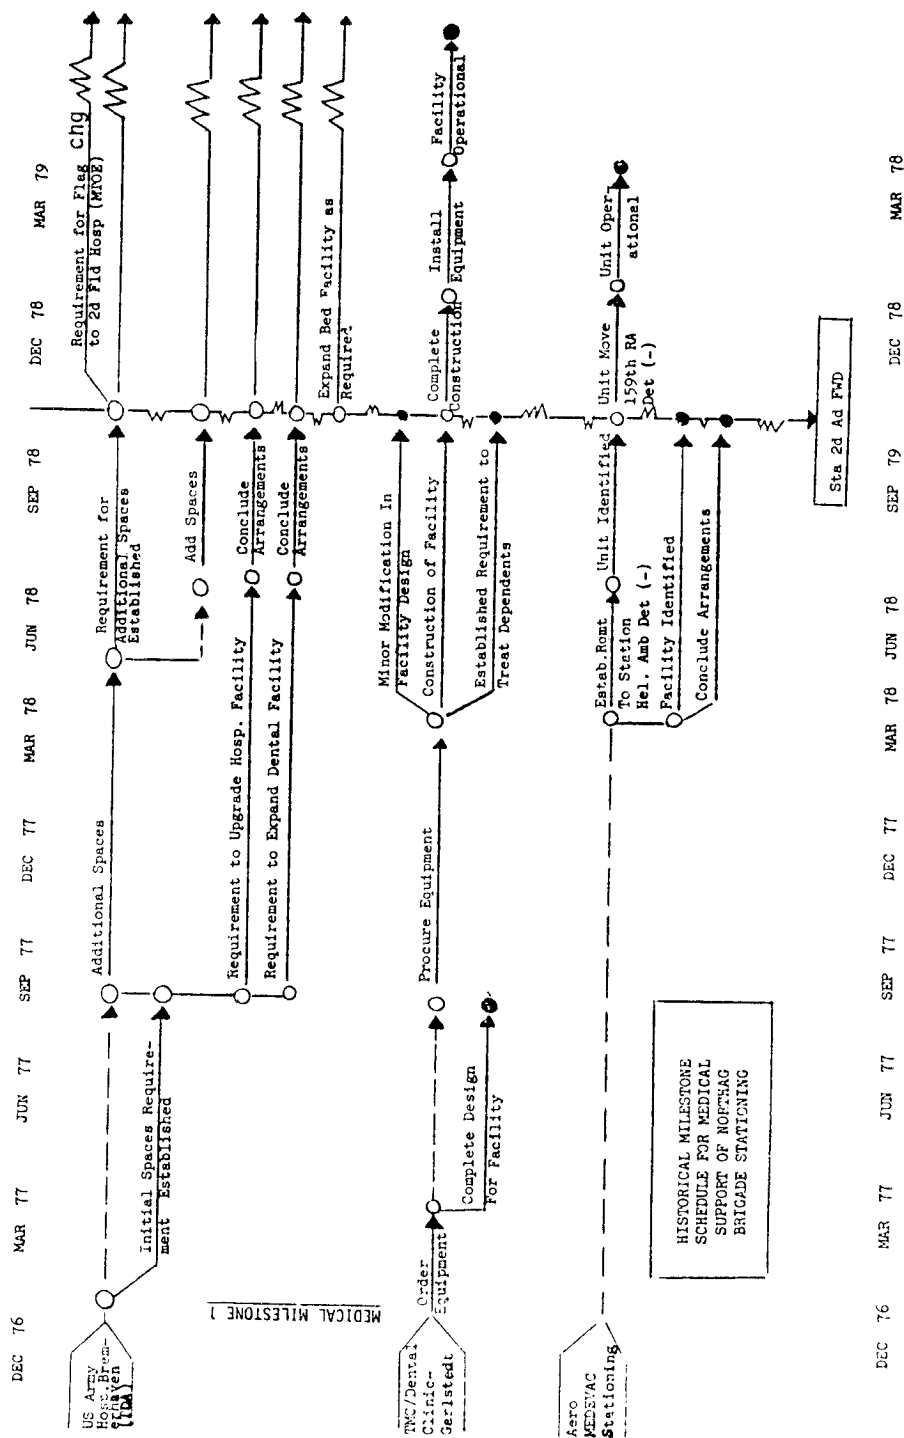 DEC 76 MAR 77 JUN 77 SEP 77 DEC 77 MAR 78 JUN 78 SEP 78 DEC 78 MAR 79
US Army
Hosp.Brem-
erhaven
(TDA)
Initial Spaces Require-
ment Established
Additional Spaces
Requirement for
Additional Spaces
Established
Add Spaces
Requirement for Flag Chg
to 2d Fld Hosp (MTOE)
Requirement to Upgrade Hosp. Facility
Conclude
Arrangements
Requirement to Expand Dental Facility
Conclude
Arrangements
Expand Bed Facility as
Required
MEDICAL MILESTONE 1
TMC/Dental
Clinic-
Garlstedt
Order
Equipment
Complete Design
For Facility
Procure Equipment
Minor Modification In
Facility Design
Construction of Facility
Established Requirement to
Treat Dependents
Complete
Construction
Install
Equipment
Facility
Operational
Aero
MEDEVAC
Stationing
Estab.Rqmt
To Station
Hel. Amb Det (-)
Unit Identified
Facility Identified
Conclude Arrangements
Unit Move
159th RA
Det (-)
Unit Oper-
ational
HISTORICAL MILESTONE
SCHEDULE FOR MEDICAL
SUPPORT OF NORTHAG
BRIGADE STATIONING
Sta 2d Ad FWD
DEC 76 MAR 77 JUN 77 SEP 77 DEC 77 MAR 78 JUN 78 SEP 79 DEC 78 MAR 78